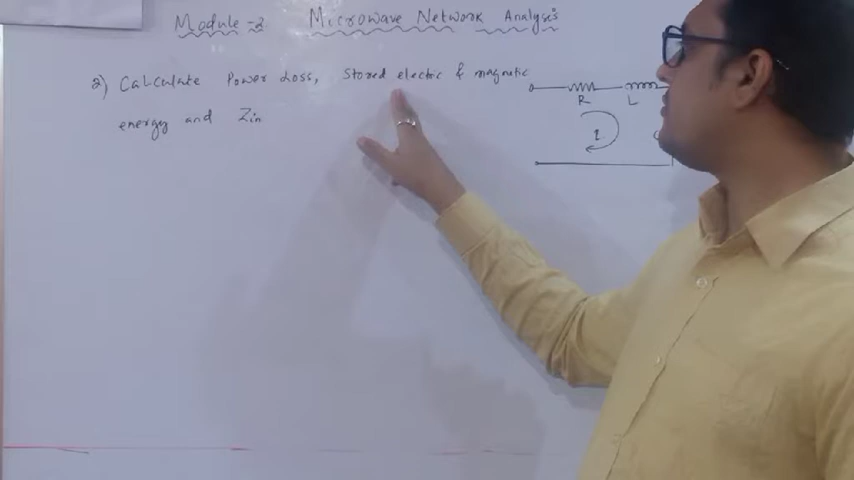 Module-2 Microwave Network Analysis
2) Calculate Power Loss, Stored electric & magnetic
energy and Zin
R L
I